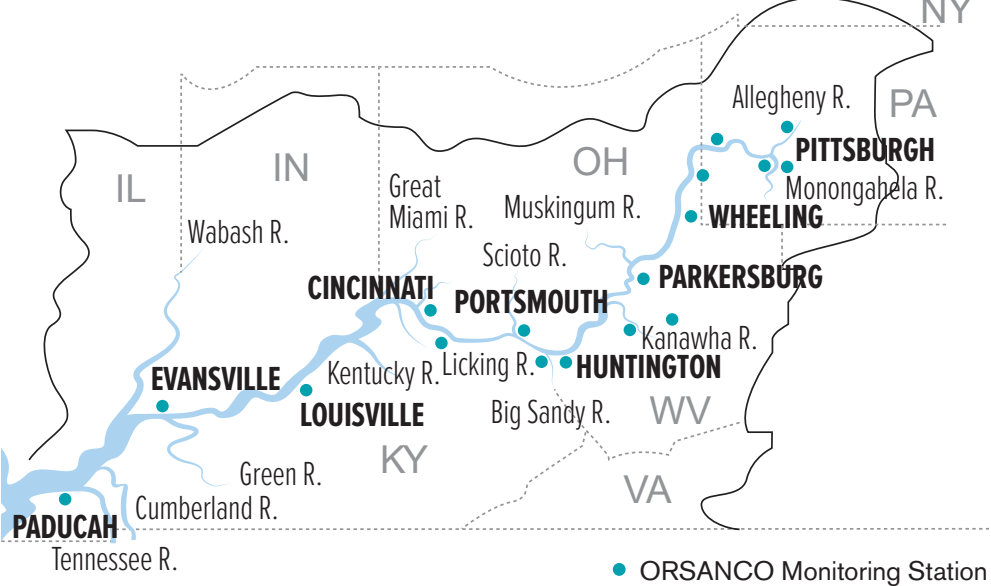 NY
Allegheny R.
PA
PITTSBURGH
OH
IN
IL
Great
Miami R.
Monongahela R.
Muskingum R.
WHEELING
Wabash R.
Scioto R.
CINCINNATI
PORTSMOUTH
PARKERSBURG
Kanawha R.
Kentucky R.
Licking R.
HUNTINGTON
EVANSVILLE
LOUISVILLE
Big Sandy R.
WV
KY
Green R.
VA
Cumberland R.
PADUCAH
Tennessee R.
ORSANCO Monitoring Station